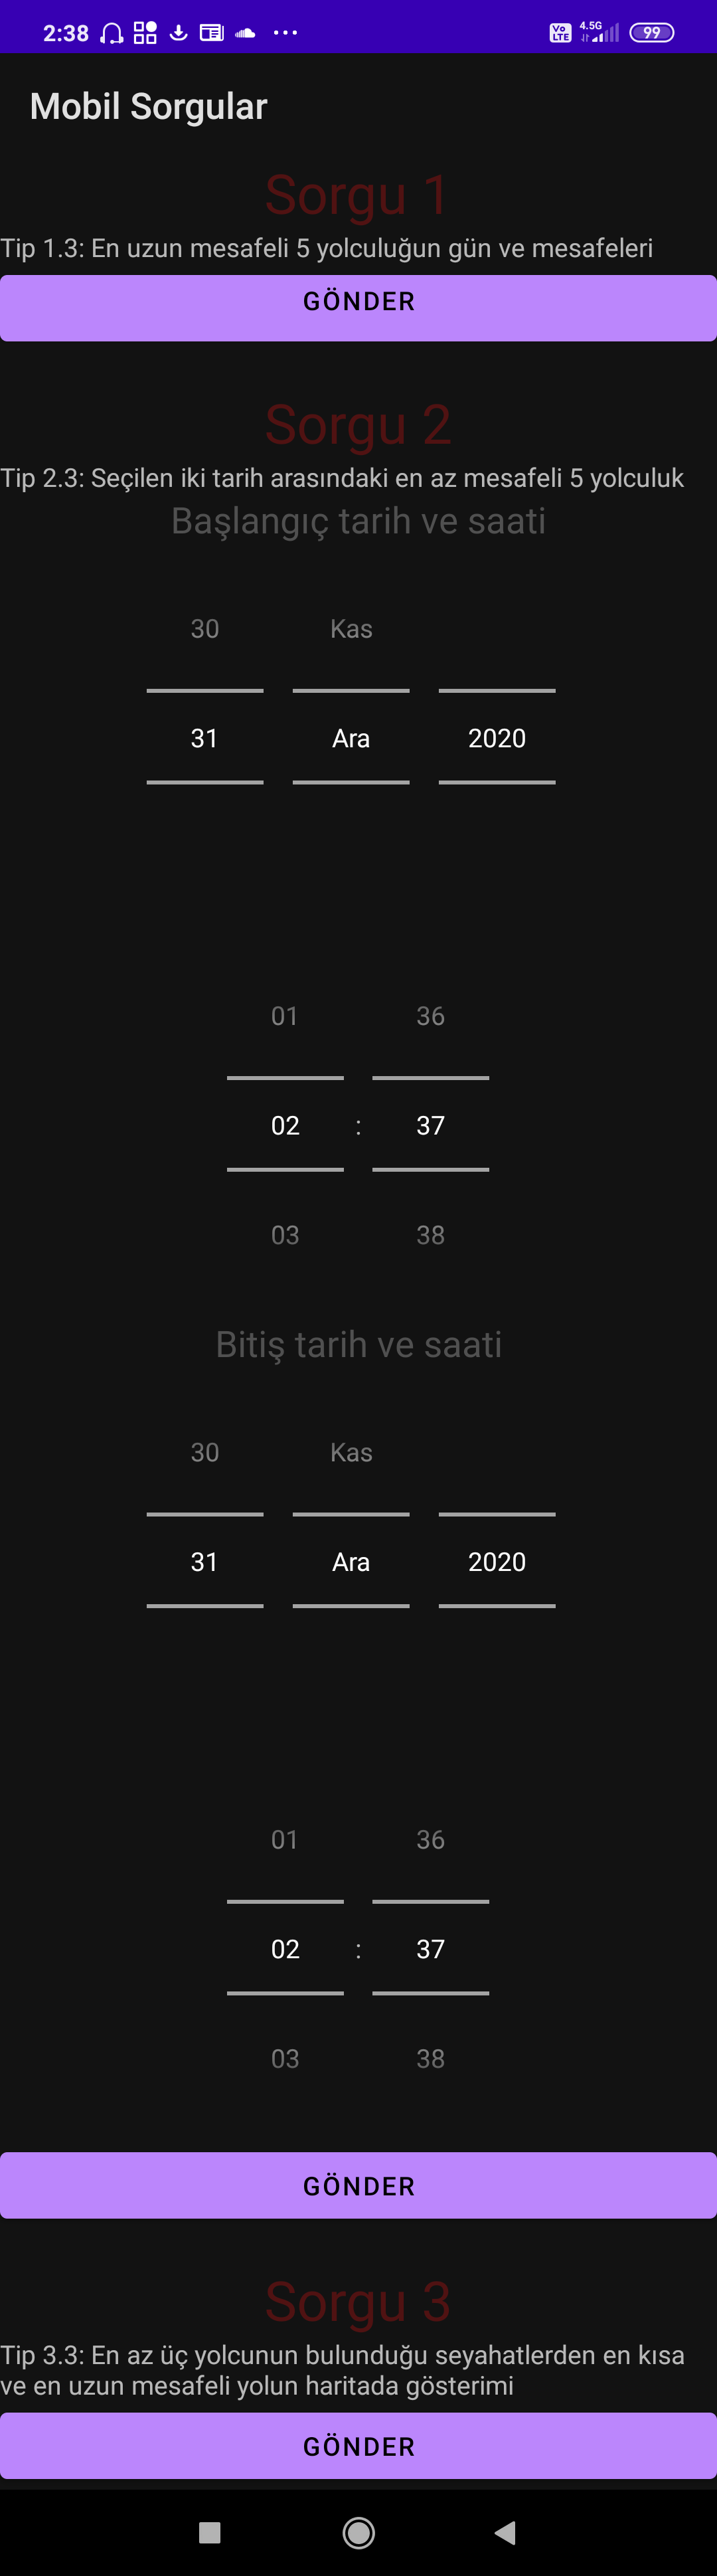 2:38
Vo LTE 4.5G 99
Mobil Sorgular
Sorgu 1
Tip 1.3: En uzun mesafeli 5 yolculuğun gün ve mesafeleri
GÖNDER
Sorgu 2
Tip 2.3: Seçilen iki tarih arasındaki en az mesafeli 5 yolculuk
Başlangıç tarih ve saati
30 Kas
31 Ara 2020
01 36
02 : 37
03 38
Bitiş tarih ve saati
30 Kas
31 Ara 2020
01 36
02 : 37
03 38
GÖNDER
Sorgu 3
Tip 3.3: En az üç yolcunun bulunduğu seyahatlerden en kısa
ve en uzun mesafeli yolun haritada gösterimi
GÖNDER